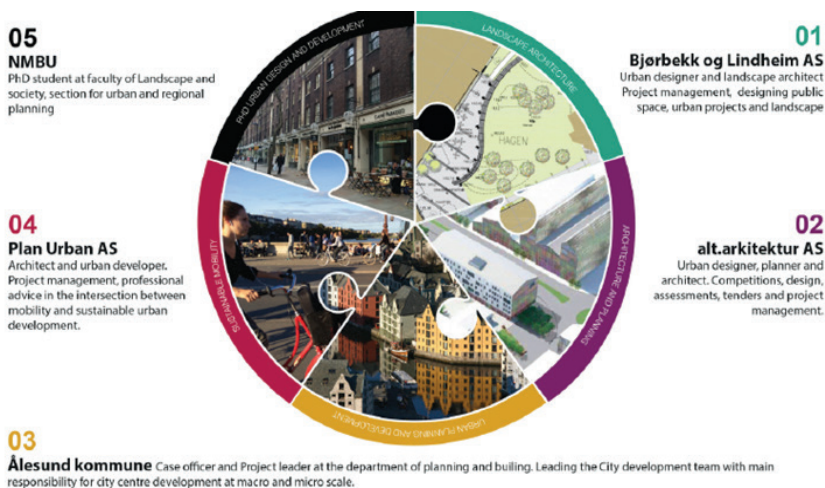 05
NMBU
PhD student at faculty of Landscape and
society, section for urban and regional
planning
01
Bjørbekk og Lindheim AS
Urban designer and landscape architect
Project management, designing public
space, urban projects and landscape
04
Plan Urban AS
Architect and urban developer.
Project management, professional
advice in the intersection between
mobility and sustainable urban
development.
02
alt.arkitektur AS
Urban designer, planner and
architect. Competitions, design,
assessments, tenders and project
management.
PHD URBAN DESIGN AND DEVELOPMENT
LANDSCAPE ARCHITECTURE
HAGEN
SUSTAINABLE MOBILITY
ARCHITECTURE AND PLANNING
URBAN PLANNING AND DEVELOPMENT
03
Ålesund kommune Case officer and Project leader at the department of planning and builing. Leading the City development team with main
responsibility for city centre development at macro and micro scale.